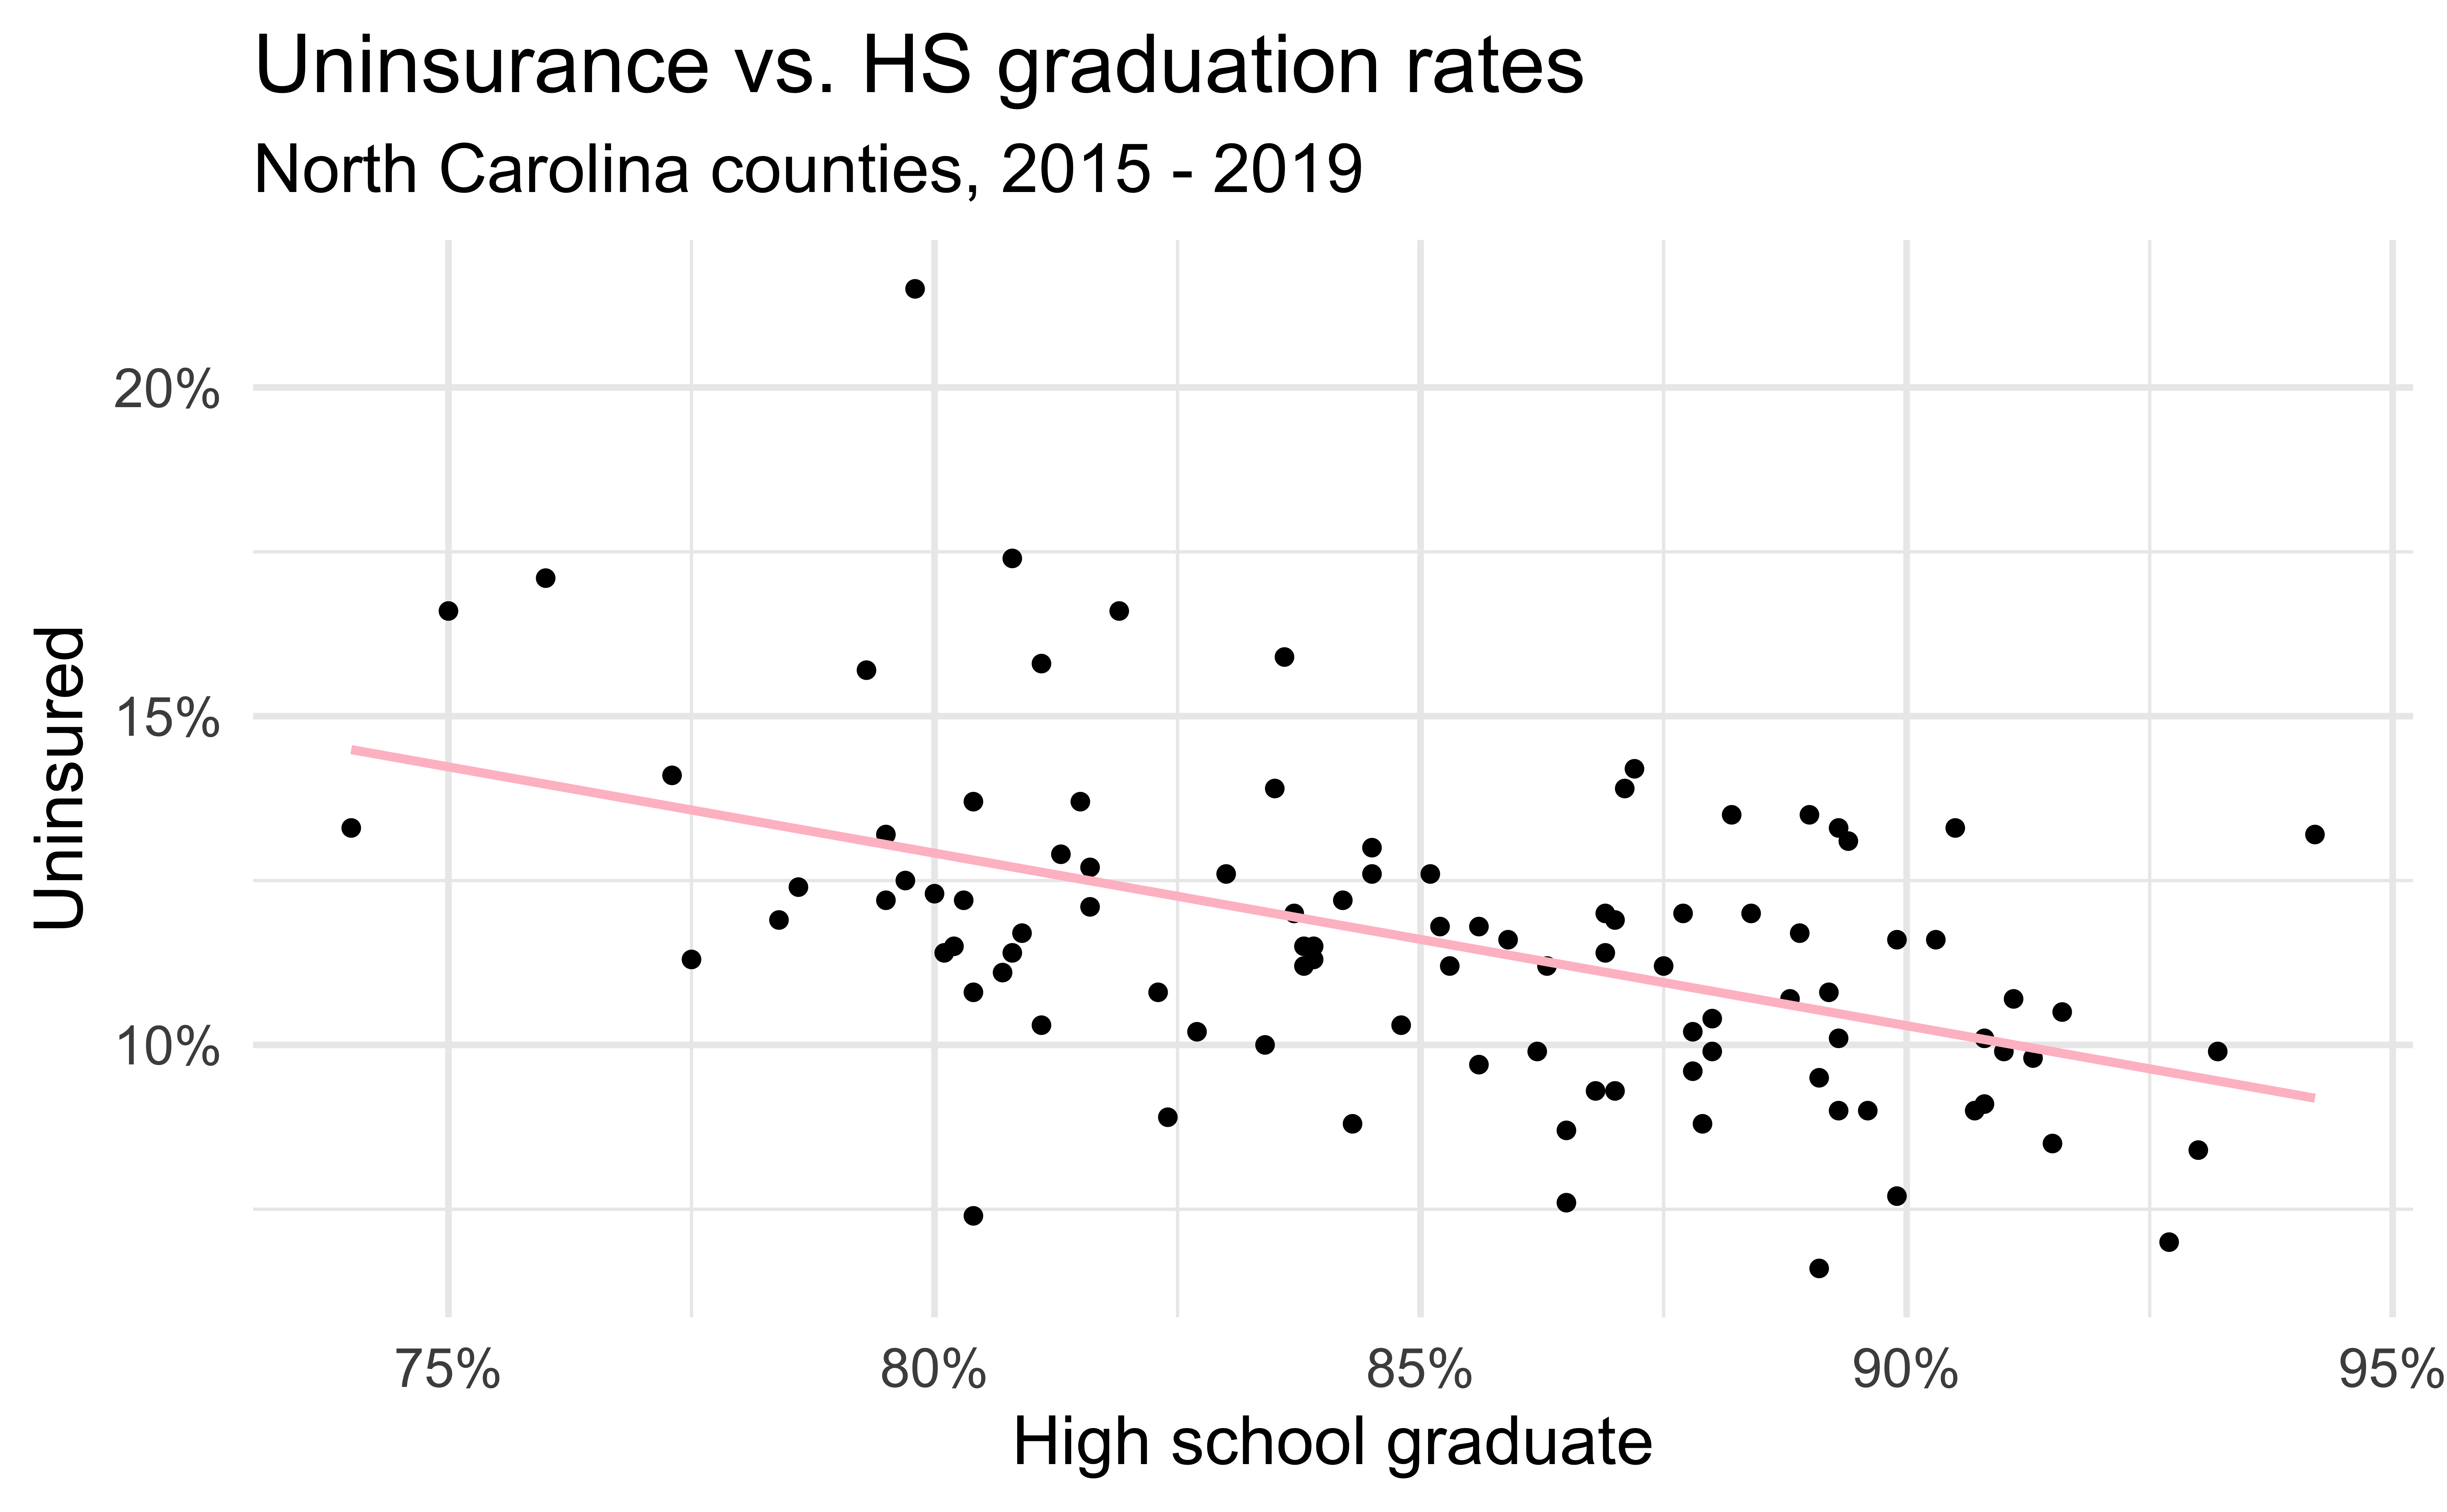 Uninsurance vs. HS graduation rates
North Carolina counties, 2015 - 2019
Uninsured
20%
15%
10%
75% 80% 85% 90% 95%
High school graduate